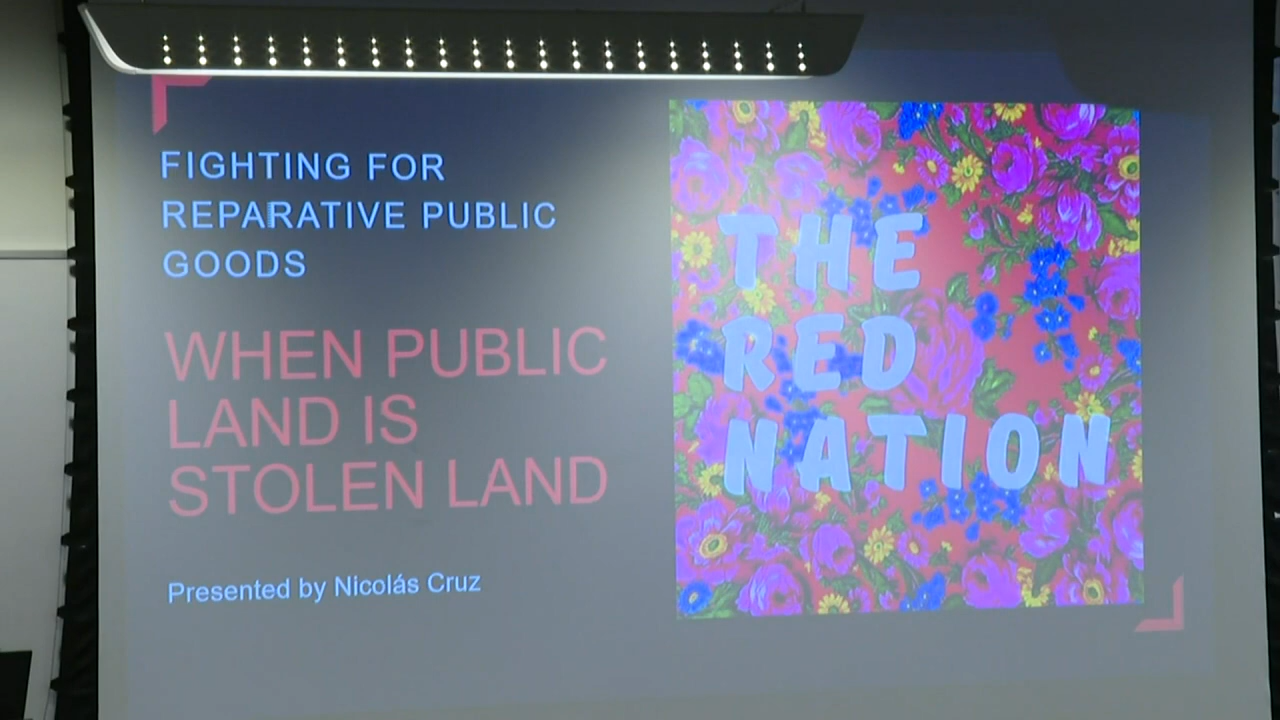 FIGHTING FOR
REPARATIVE PUBLIC
GOODS
WHEN PUBLIC
LAND IS
STOLEN LAND
Presented by Nicolás Cruz
THE
RED
NATION